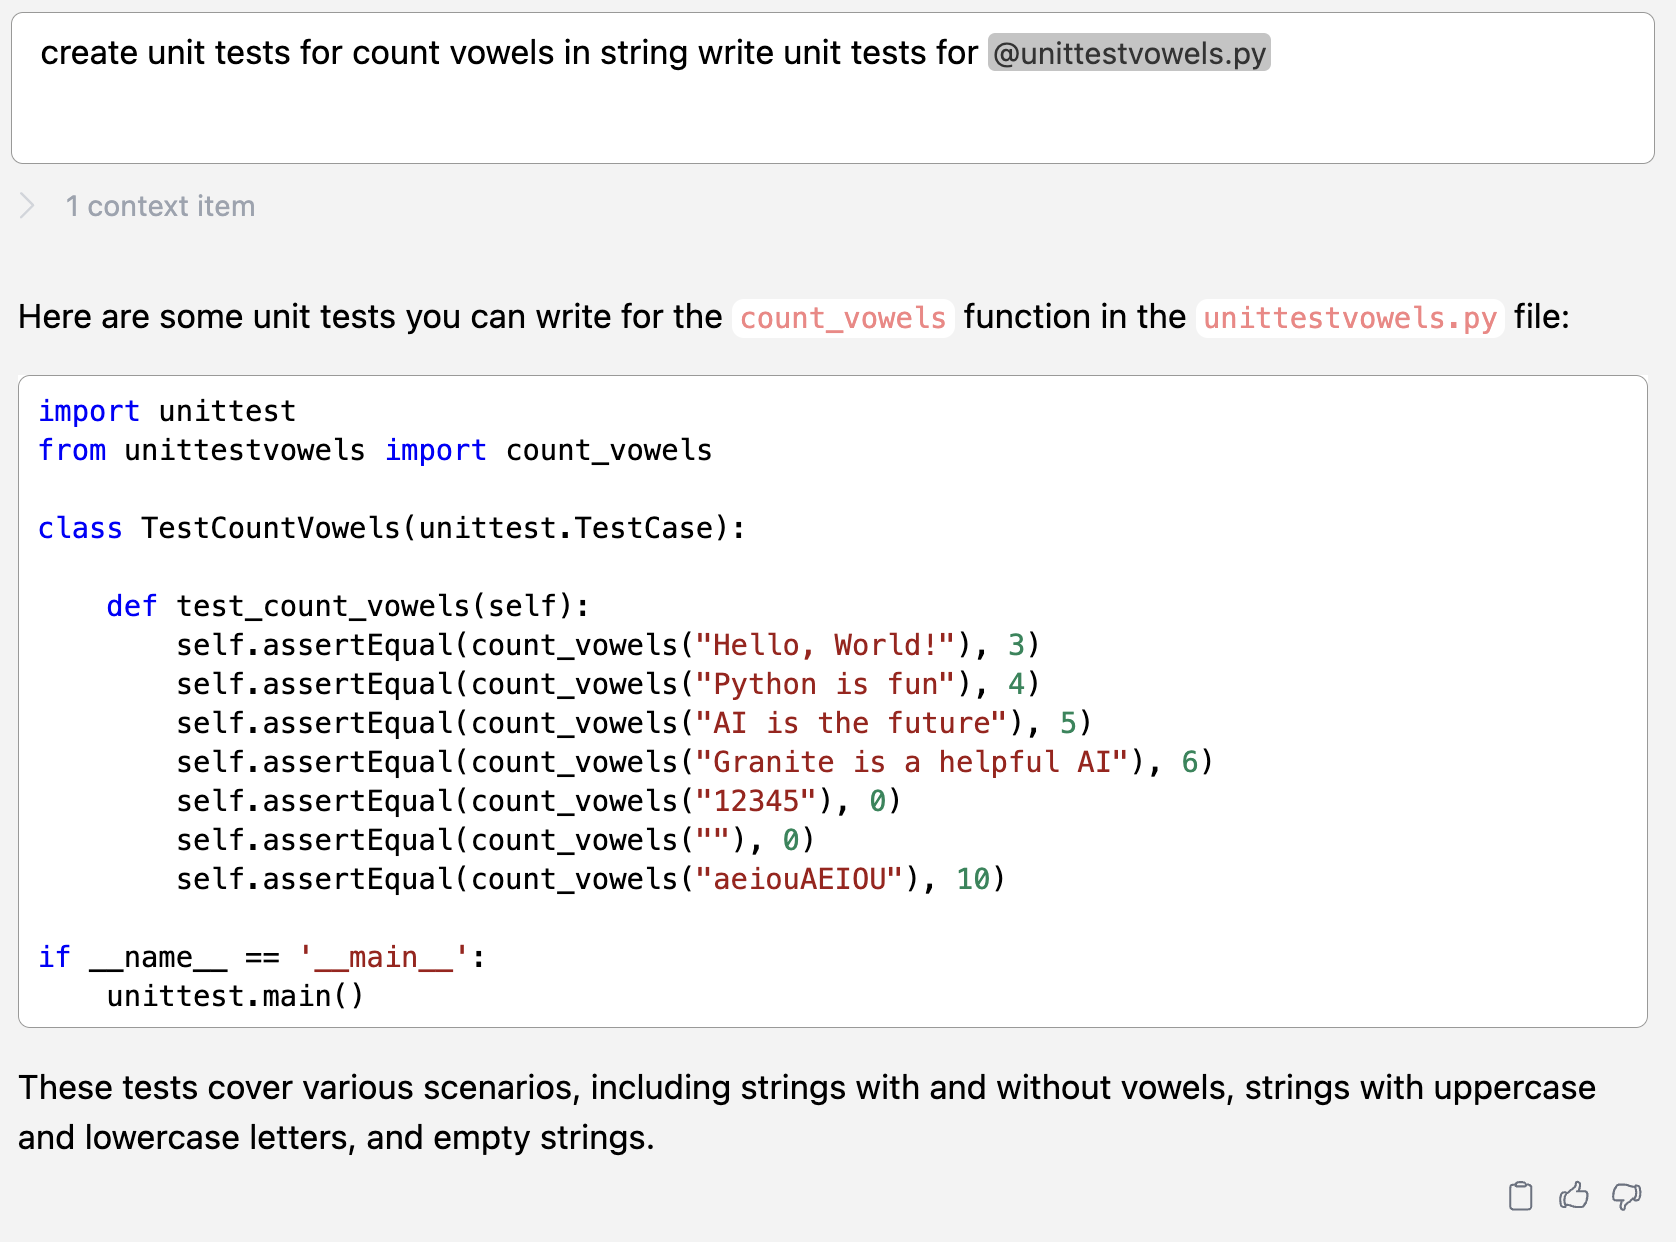 create unit tests for count vowels in string write unit tests for @unittestvowels.py
1 context item
Here are some unit tests you can write for the count_vowels function in the unittestvowels.py file:
import unittest
from unittestvowels import count_vowels
class TestCountVowels(unittest.TestCase):
    def test_count_vowels(self):
        self.assertEqual(count_vowels("Hello, World!"), 3)
        self.assertEqual(count_vowels("Python is fun"), 4)
        self.assertEqual(count_vowels("AI is the future"), 5)
        self.assertEqual(count_vowels("Granite is a helpful AI"), 6)
        self.assertEqual(count_vowels("12345"), 0)
        self.assertEqual(count_vowels(""), 0)
        self.assertEqual(count_vowels("aeiouAEIOU"), 10)
if __name__ == '__main__':
    unittest.main()
These tests cover various scenarios, including strings with and without vowels, strings with uppercase
and lowercase letters, and empty strings.